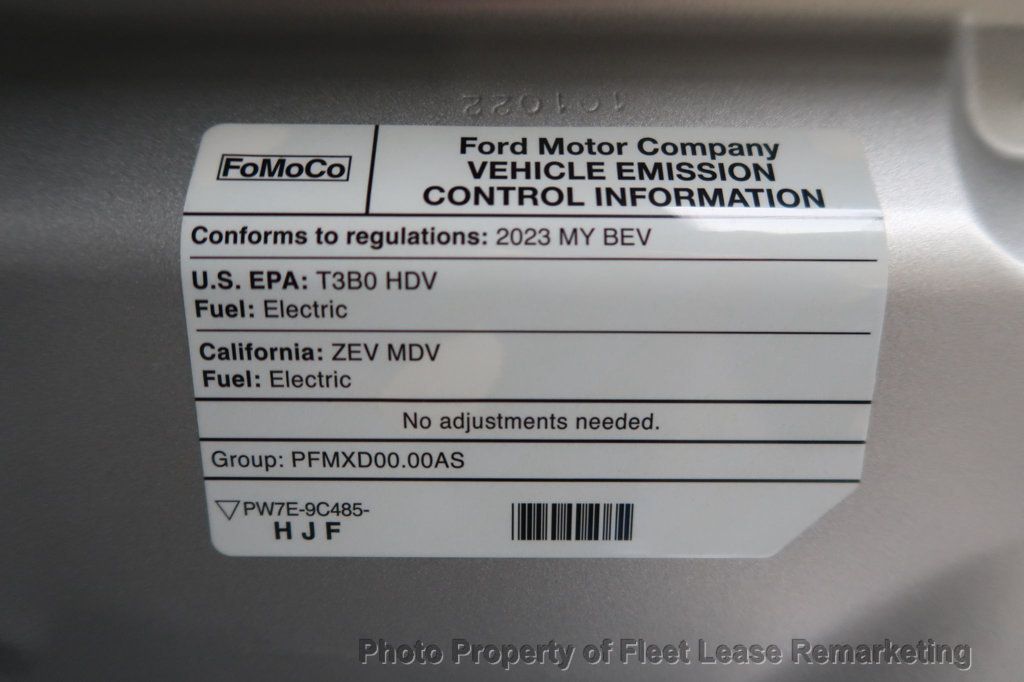 FoMoCo
Ford Motor Company
VEHICLE EMISSION
CONTROL INFORMATION
Conforms to regulations: 2023 MY BEV
U.S. EPA: T3B0 HDV
Fuel: Electric
California: ZEV MDV
Fuel: Electric
No adjustments needed.
Group: PFMXD00.00AS
PW7E-9C485-
HJF
Photo Property of Fleet Lease Remarketing